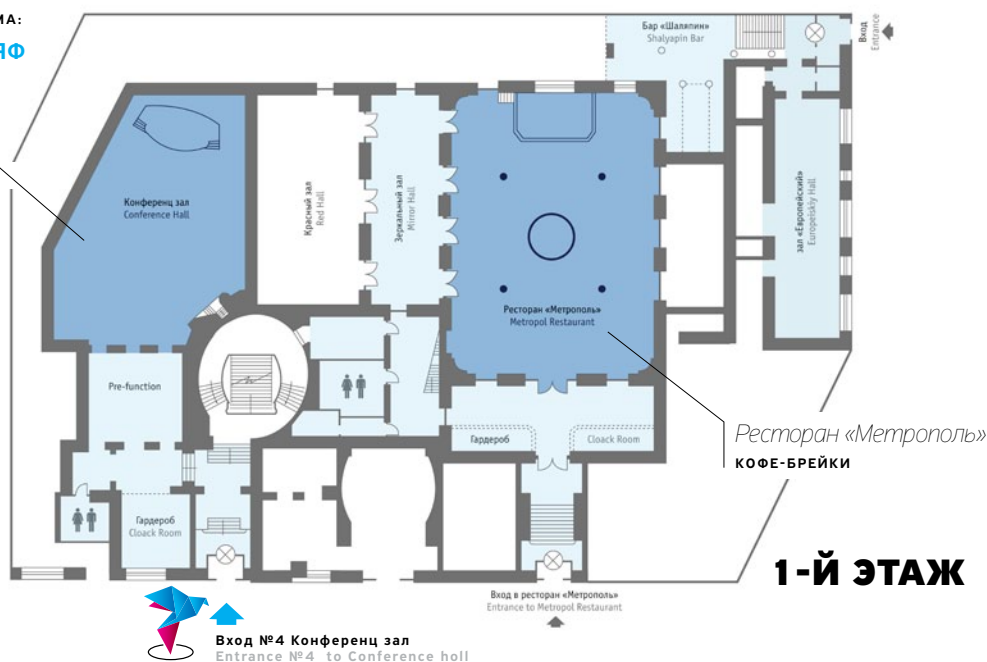 МА:
ЯФ
Бар «Шаляпин»
Shalyapin Bar
Вход
Entrance
Конференц зал
Conference Hall
Красный зал
Red Hall
Зеркальный зал
Mirror Hall
зал «Европейский»
Europeiskiy Hall
Ресторан «Метрополь»
Metropol Restaurant
Pre-function
Гардероб
Cloack Room
Ресторан «Метрополь»
КОФЕ-БРЕЙКИ
Гардероб
Cloack Room
1-Й ЭТАЖ
Вход в ресторан «Метрополь»
Entrance to Metropol Restaurant
Вход №4 Конференц зал
Entrance №4 to Conference holl